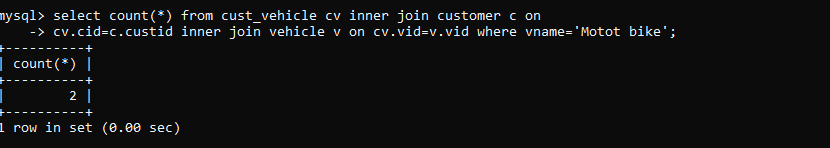 mysql> select count(*) from cust_vehicle cv inner join customer c on
    -> cv.cid=c.custid inner join vehicle v on cv.vid=v.vid where vname='Motot bike';
+----------+
| count(*) |
+----------+
|        2 |
+----------+
1 row in set (0.00 sec)